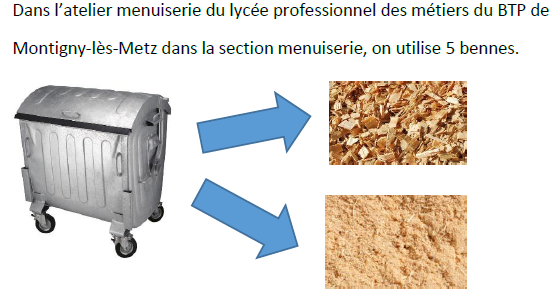 Dans l’atelier menuiserie du lycée professionnel des métiers du BTP de
Montigny-lès-Metz dans la section menuiserie, on utilise 5 bennes.